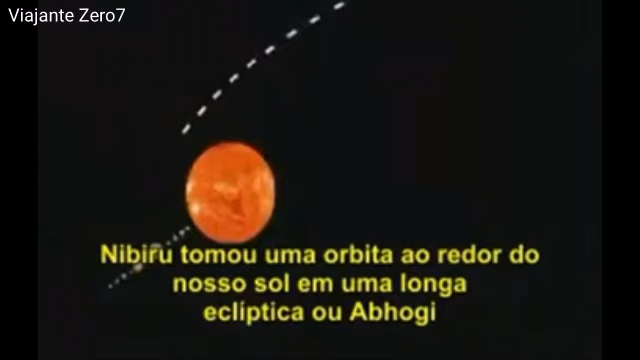 Viajante Zero7
Nibiru tomou uma orbita ao redor do
nosso sol em uma longa
eclíptica ou Abhogi